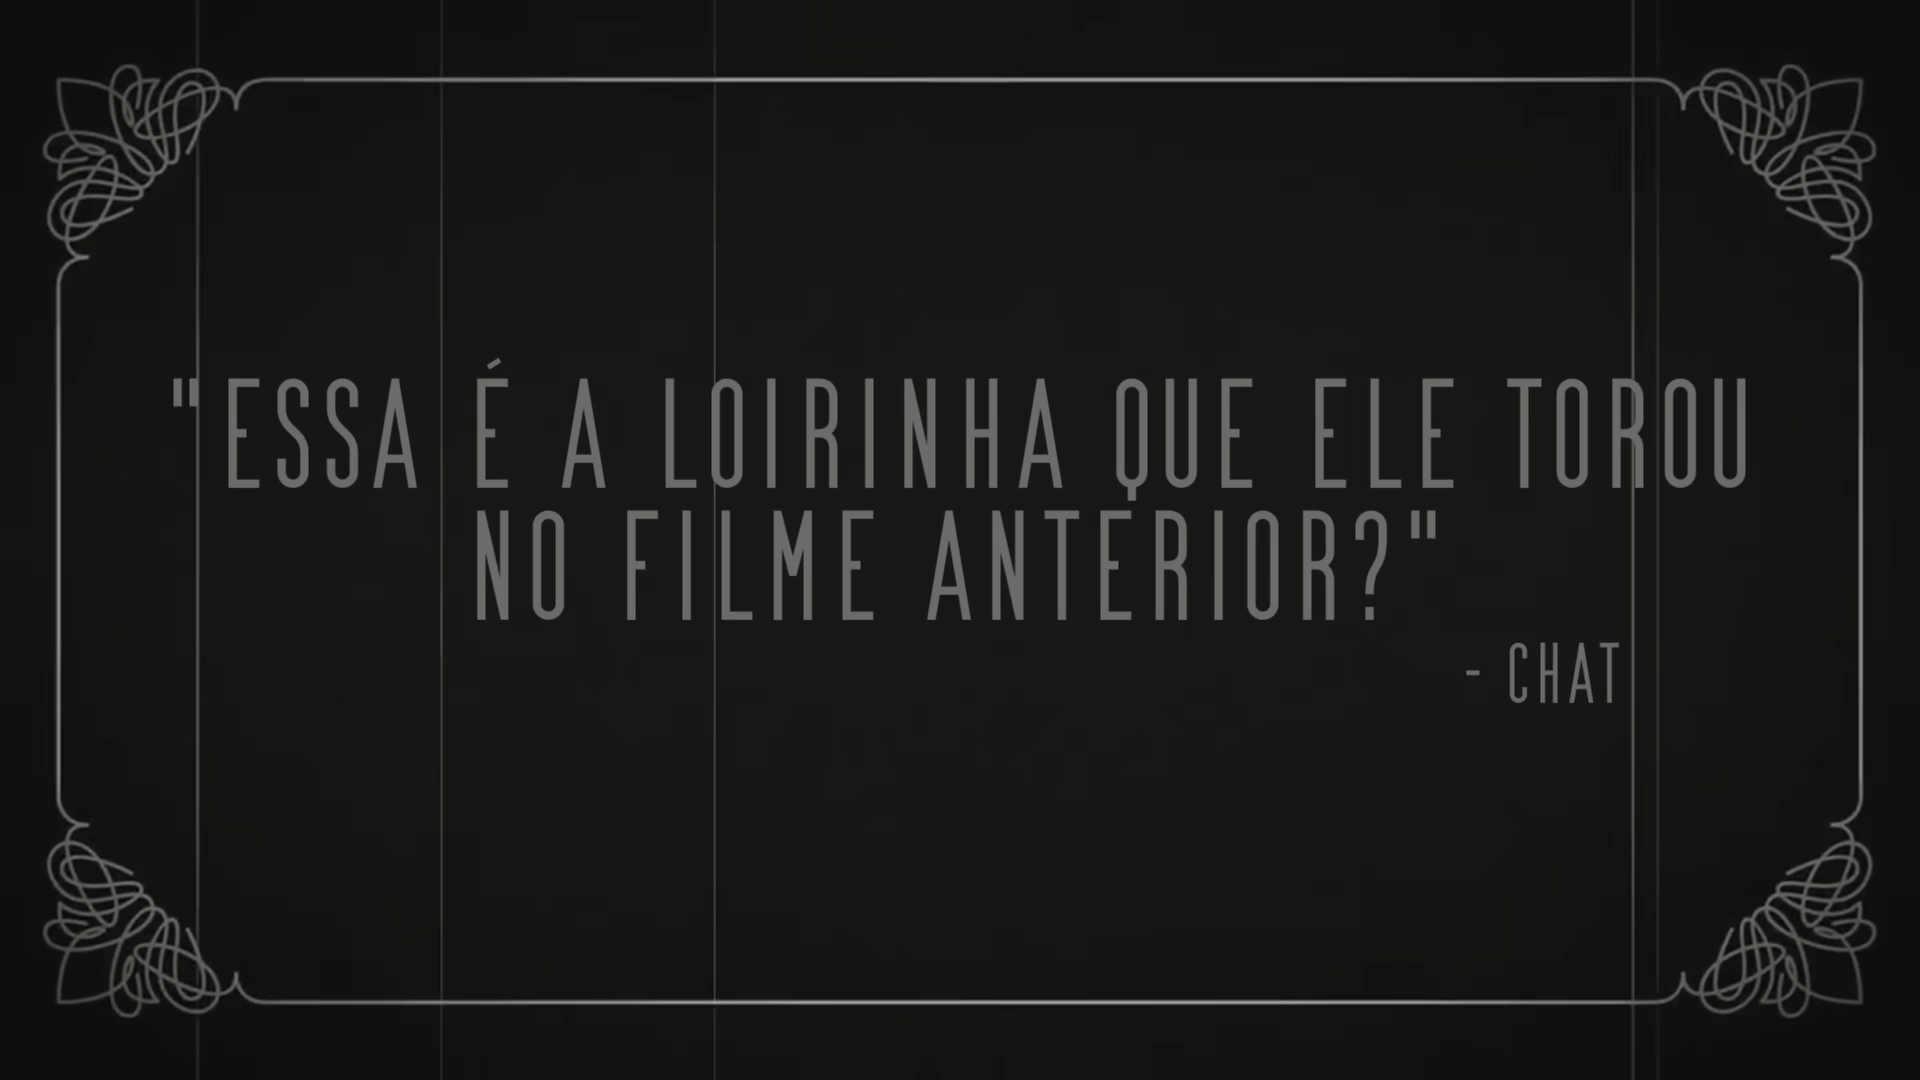 "ESSA É A LOIRINHA QUE ELE TOROU
NO FILME ANTERIOR?"
- CHAT